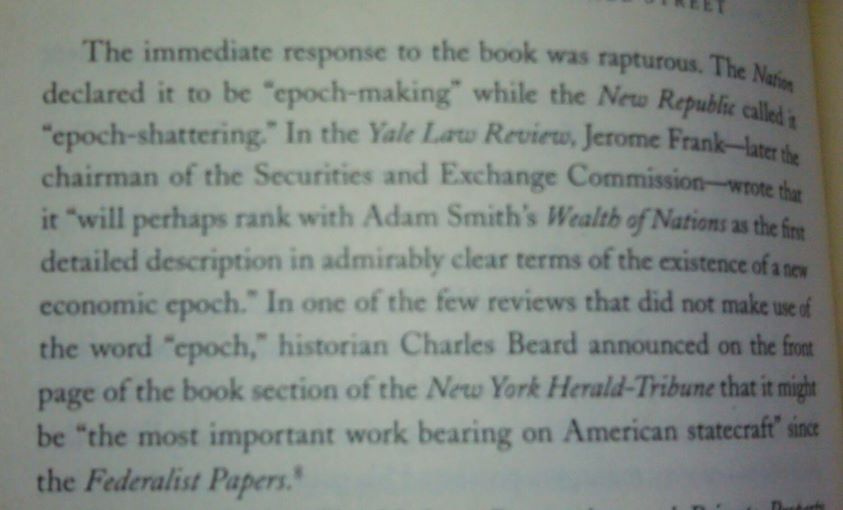 STREET
The immediate response to the book was rapturous. The Nation
declared it to be “epoch-making” while the New Republic called it
“epoch-shattering.” In the Yale Law Review, Jerome Frank—later the
chairman of the Securities and Exchange Commission—wrote that
it “will perhaps rank with Adam Smith’s Wealth of Nations as the first
detailed description in admirably clear terms of the existence of a new
economic epoch.” In one of the few reviews that did not make use of
the word “epoch,” historian Charles Beard announced on the front
page of the book section of the New York Herald-Tribune that it might
be “the most important work bearing on American statecraft” since
the Federalist Papers.*